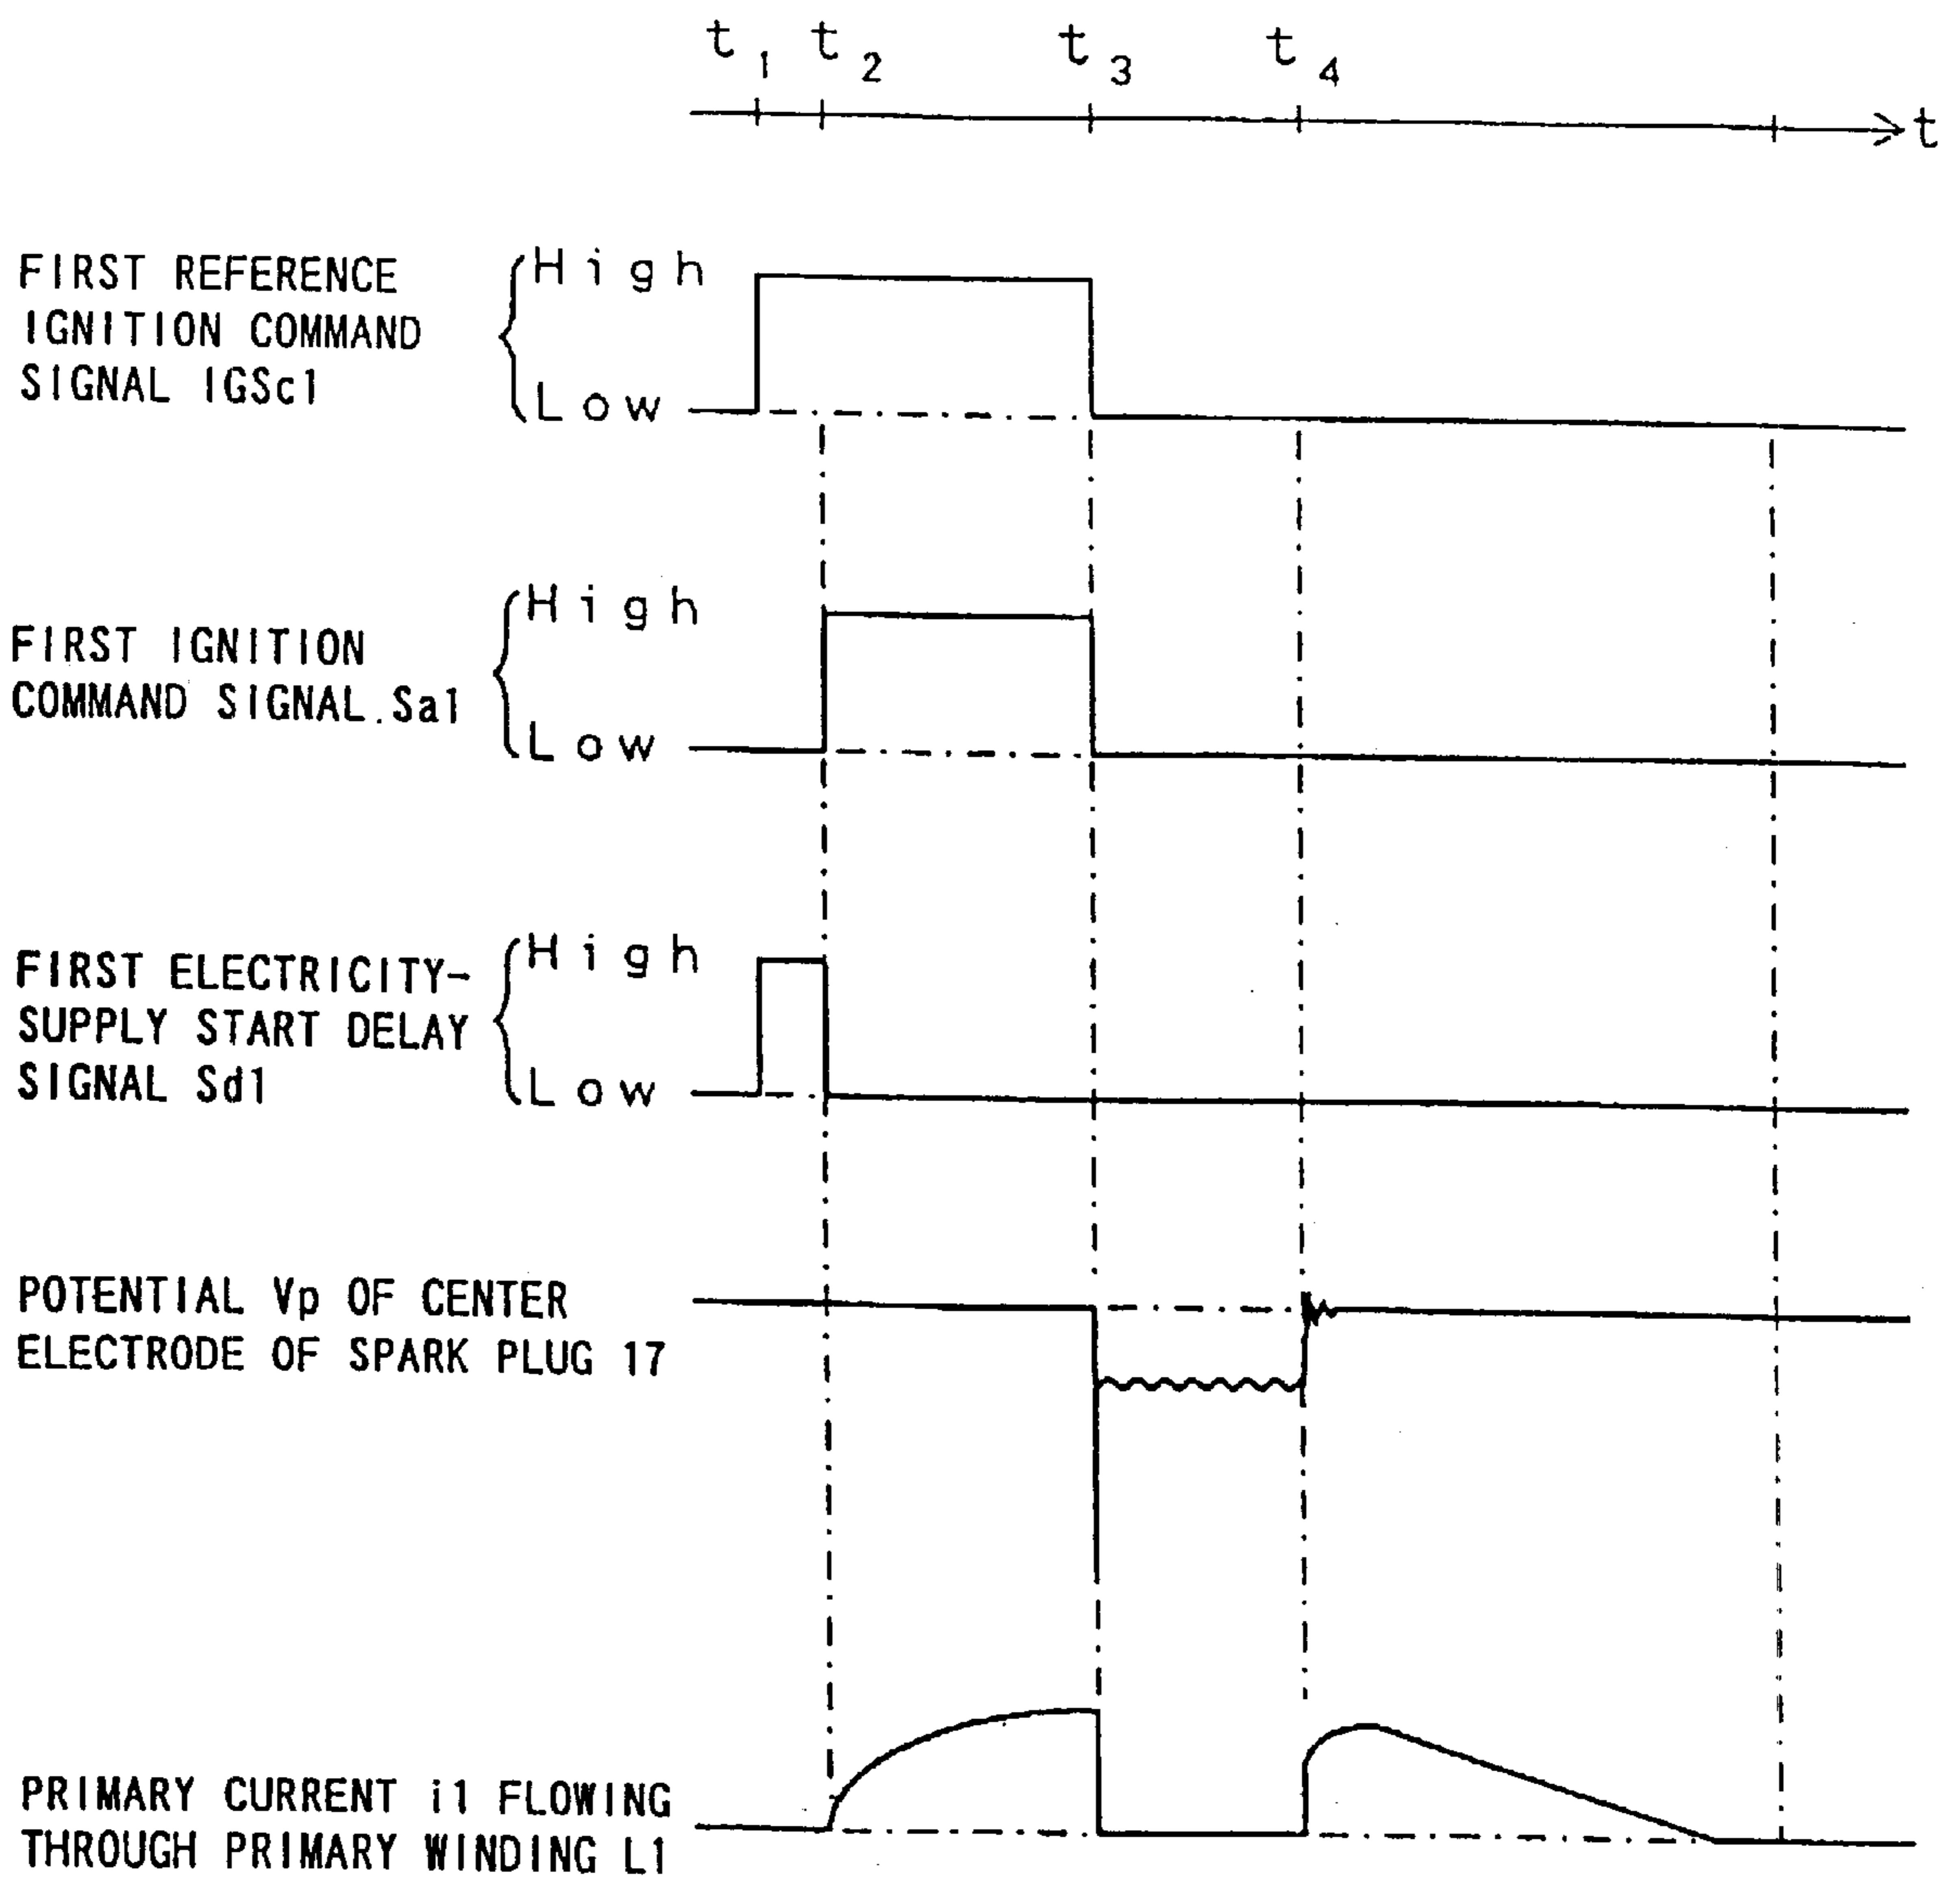 t1 t2 t3 t4
t
FIRST REFERENCE
IGNITION COMMAND
SIGNAL IGSc1
High
Low
FIRST IGNITION
COMMAND SIGNAL.Sa1
High
Low
FIRST ELECTRICITY-
SUPPLY START DELAY
SIGNAL Sd1
High
Low
POTENTIAL Vp OF CENTER
ELECTRODE OF SPARK PLUG 17
PRIMARY CURRENT i1 FLOWING
THROUGH PRIMARY WINDING L1